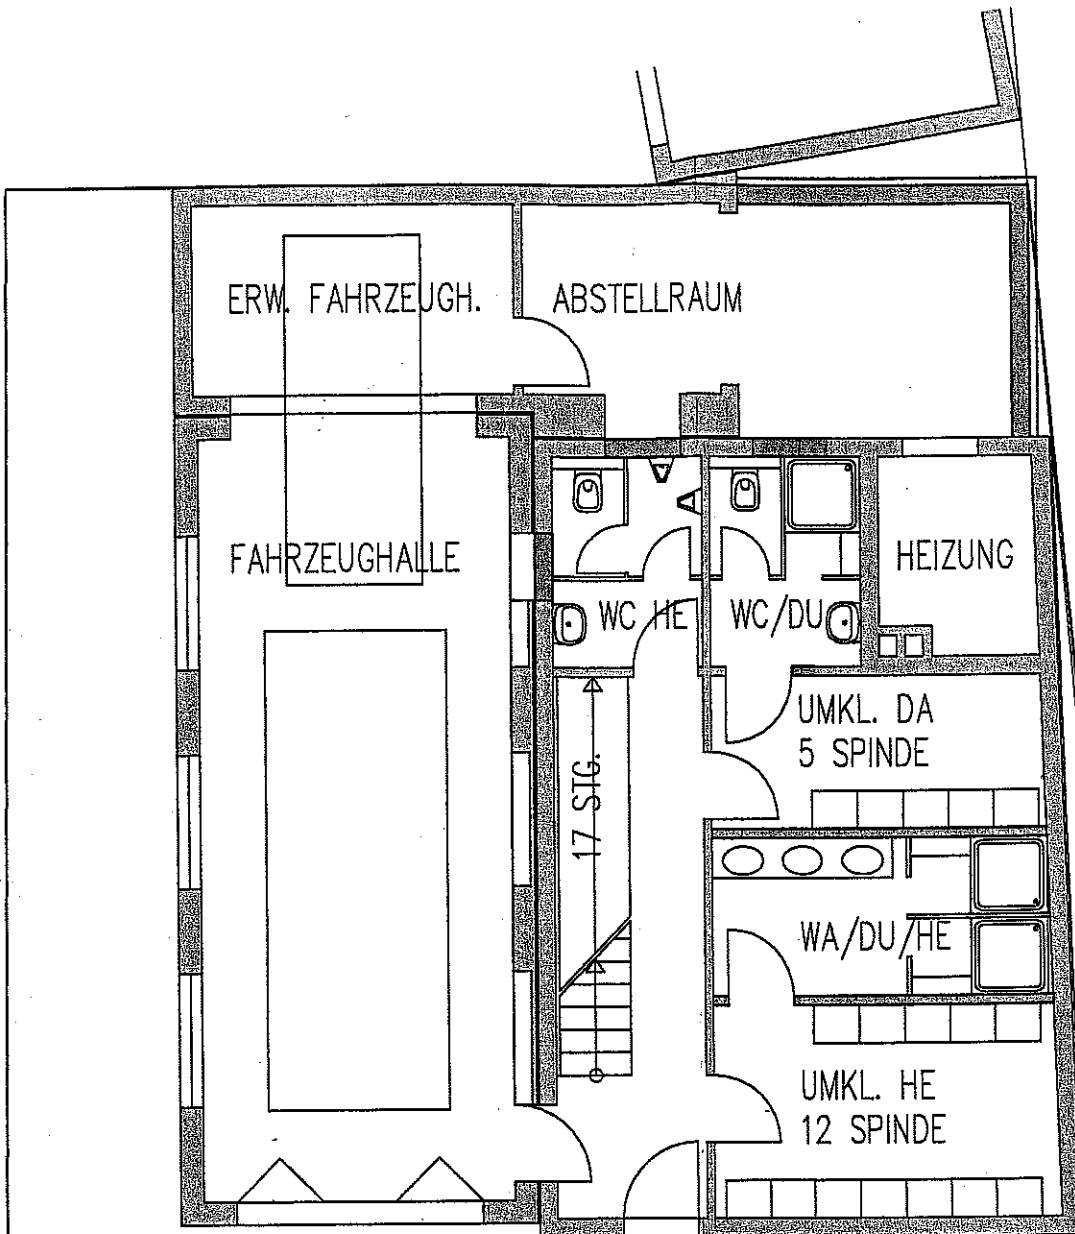 ERW. FAHRZEUGH.
ABSTELLRAUM
FAHRZEUGHALLE
WC HE
WC/DU
HEIZUNG
UMKL. DA
5 SPINDE
17 STG.
WA/DU/HE
UMKL. HE
12 SPINDE